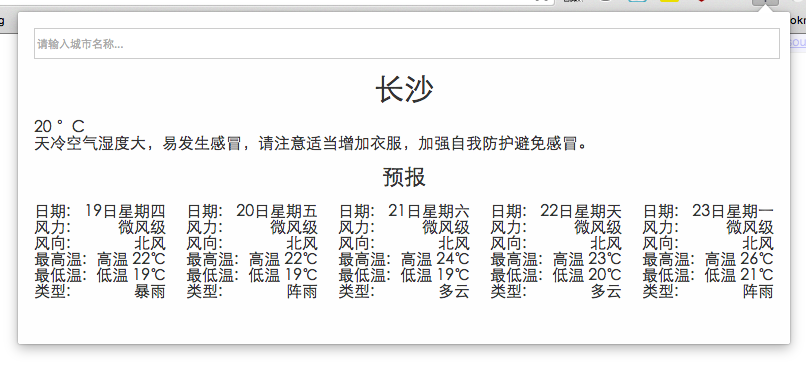 请输入城市名称...
长沙
20 ° C
天冷空气湿度大，易发生感冒，请注意适当增加衣服，加强自我防护避免感冒。
预报
日期： 19日星期四 日期： 20日星期五 日期： 21日星期六 日期： 22日星期天 日期： 23日星期一
风力： 微风级 风力： 微风级 风力： 微风级 风力： 微风级 风力： 微风级
风向： 北风 风向： 北风 风向： 北风 风向： 北风 风向： 北风
最高温： 高温 22℃ 最高温： 高温 22℃ 最高温： 高温 24℃ 最高温： 高温 23℃ 最高温： 高温 26℃
最低温： 低温 19℃ 最低温： 低温 19℃ 最低温： 低温 19℃ 最低温： 低温 20℃ 最低温： 低温 21℃
类型： 暴雨 类型： 阵雨 类型： 多云 类型： 多云 类型： 阵雨